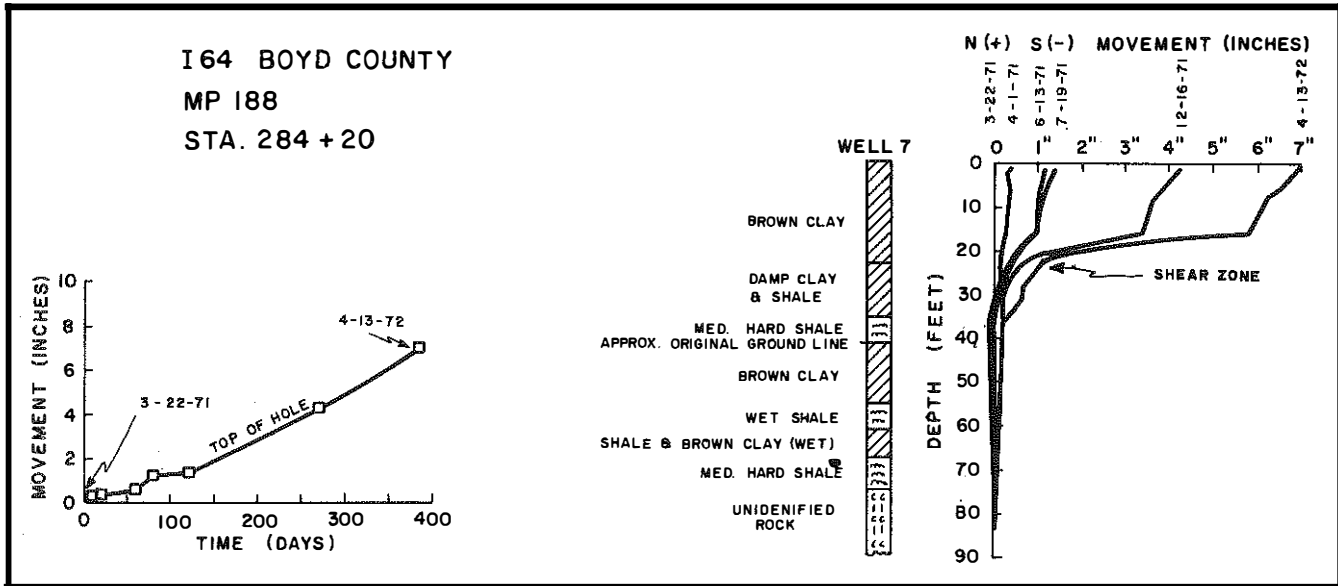 I 64 BOYD COUNTY
MP 188
STA. 284 + 20
MOVEMENT (INCHES)
10
8
6
4
2
0
3-22-71
4-13-72
TOP OF HOLE
0
100
200
300
400
TIME (DAYS)
WELL 7
BROWN CLAY
DAMP CLAY
& SHALE
MED. HARD SHALE
APPROX. ORIGINAL GROUND LINE
BROWN CLAY
WET SHALE
SHALE & BROWN CLAY (WET)
MED. HARD SHALE
UNIDENIFIED
ROCK
N (+) S (-) MOVEMENT (INCHES)
3-22-71
4-1-71
6-13-71
7-19-71
12-16-71
4-13-72
0 1" 2" 3" 4" 5" 6" 7"
DEPTH (FEET)
0
10
20
30
40
50
60
70
80
90
SHEAR ZONE